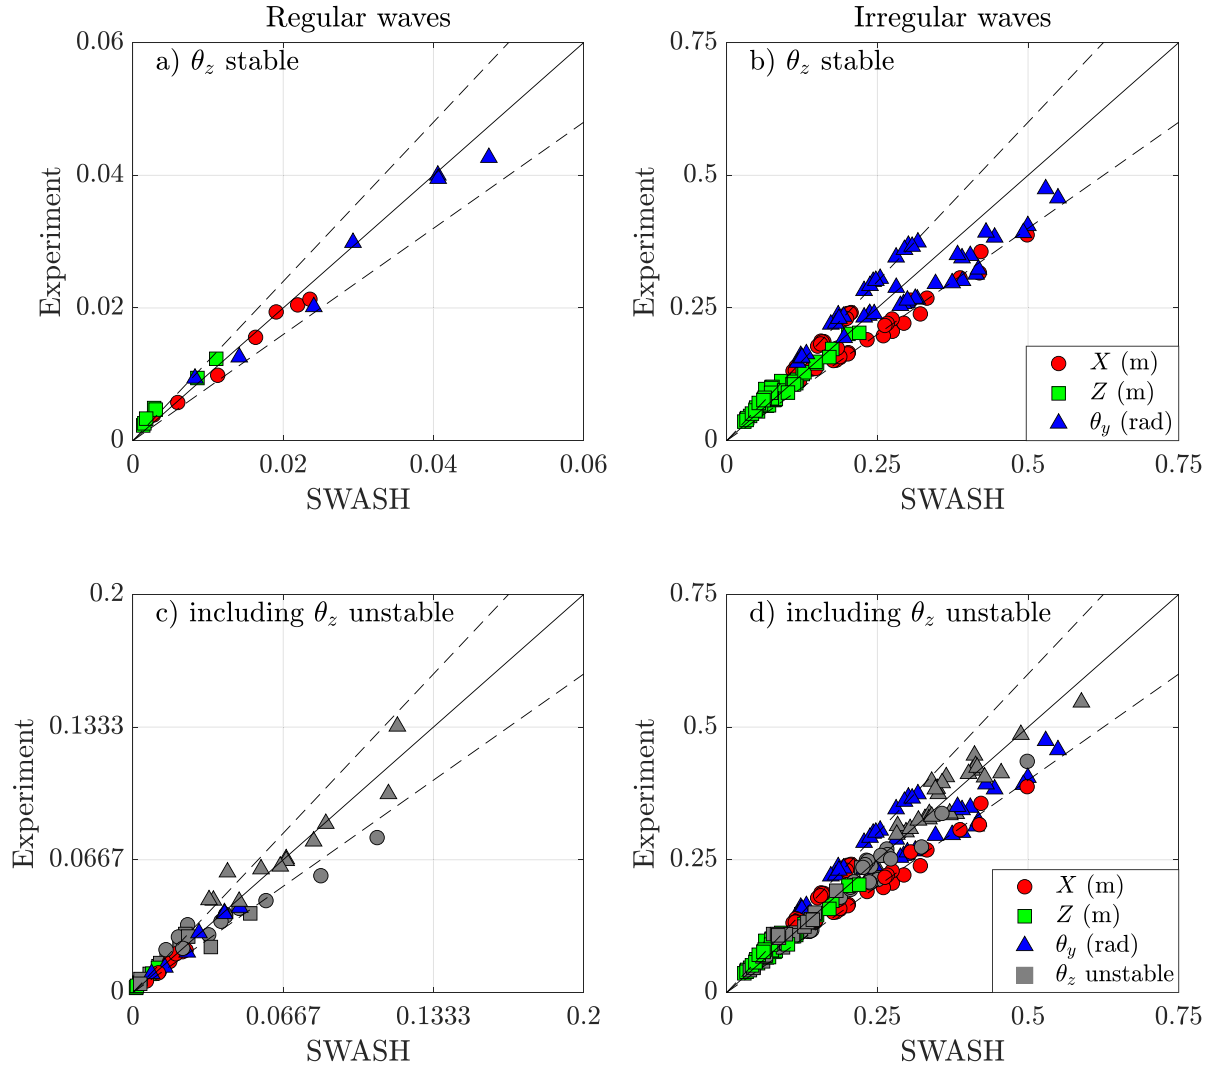 Regular waves
Irregular waves
0.06
0.04
0.02
0
a) θz stable
Experiment
0 0.02 0.04 0.06
SWASH
0.75
0.5
0.25
0
b) θz stable
Experiment
X (m)
Z (m)
θy (rad)
0 0.25 0.5 0.75
SWASH
0.2
0.1333
0.0667
0
c) including θz unstable
Experiment
0 0.0667 0.1333 0.2
SWASH
0.75
0.5
0.25
0
d) including θz unstable
Experiment
X (m)
Z (m)
θy (rad)
θz unstable
0 0.25 0.5 0.75
SWASH